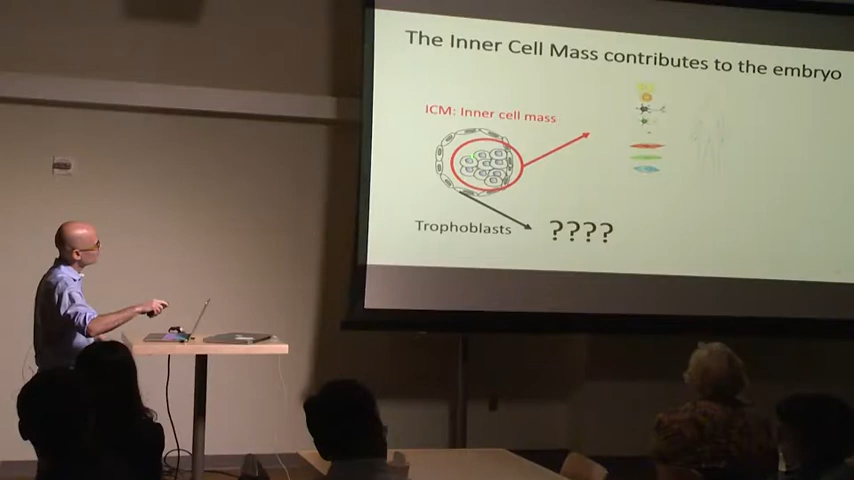 The Inner Cell Mass contributes to the embryo
ICM: Inner cell mass
Trophoblasts
????